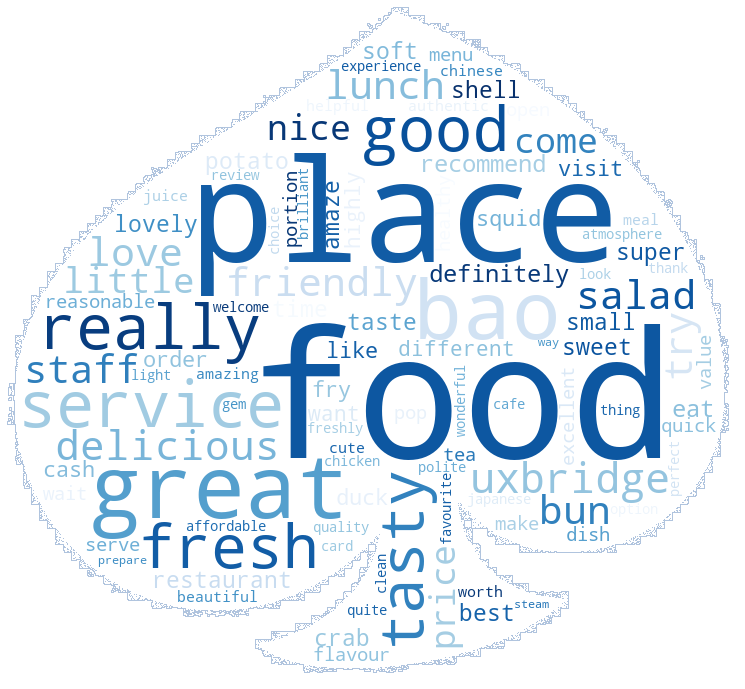 soft menu
experience chinese
lunch shell
helpful authentic open
nice good come
potato recommend visit
review
place
juice choice portion brilliant amaze highly squid meal
lovely atmosphere super
love little friendly definitely look thank
reasonable welcome time bao salad
really taste small
staff order like different way sweet try value
light amazing
food
service gem fry want pop wonderful cafe thing excellent eat
freshly quick
delicious cute chicken tea polite perfect
cash uxbridge
wait great duck tasty favourite japanese bun option
affordable quality make dish
serve fresh card
prepare restaurant clean price
beautiful quite worth best steam
crab
flavour